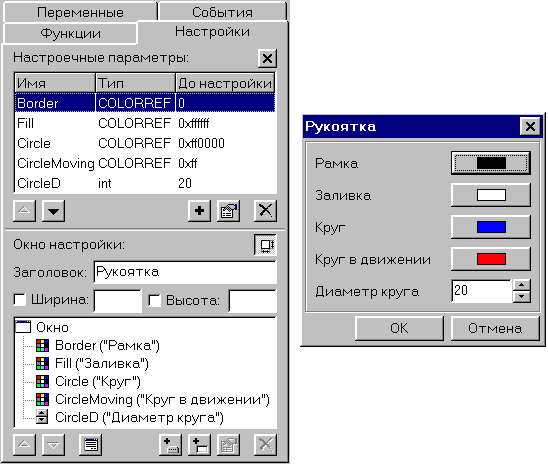 Переменные События
Функции Настройки
Настроечные параметры:
Имя Тип До настройки
Border COLORREF 0
Fill COLORREF 0xffffff
Circle COLORREF 0xff0000
CircleMoving COLORREF 0xff
CircleD int 20
Окно настройки:
Заголовок: Рукоятка
Ширина: Высота:
Окно
Border ("Рамка")
Fill ("Заливка")
Circle ("Круг")
CircleMoving ("Круг в движении")
CircleD ("Диаметр круга")
Рукоятка
Рамка
Заливка
Круг
Круг в движении
Диаметр круга 20
OK Отмена